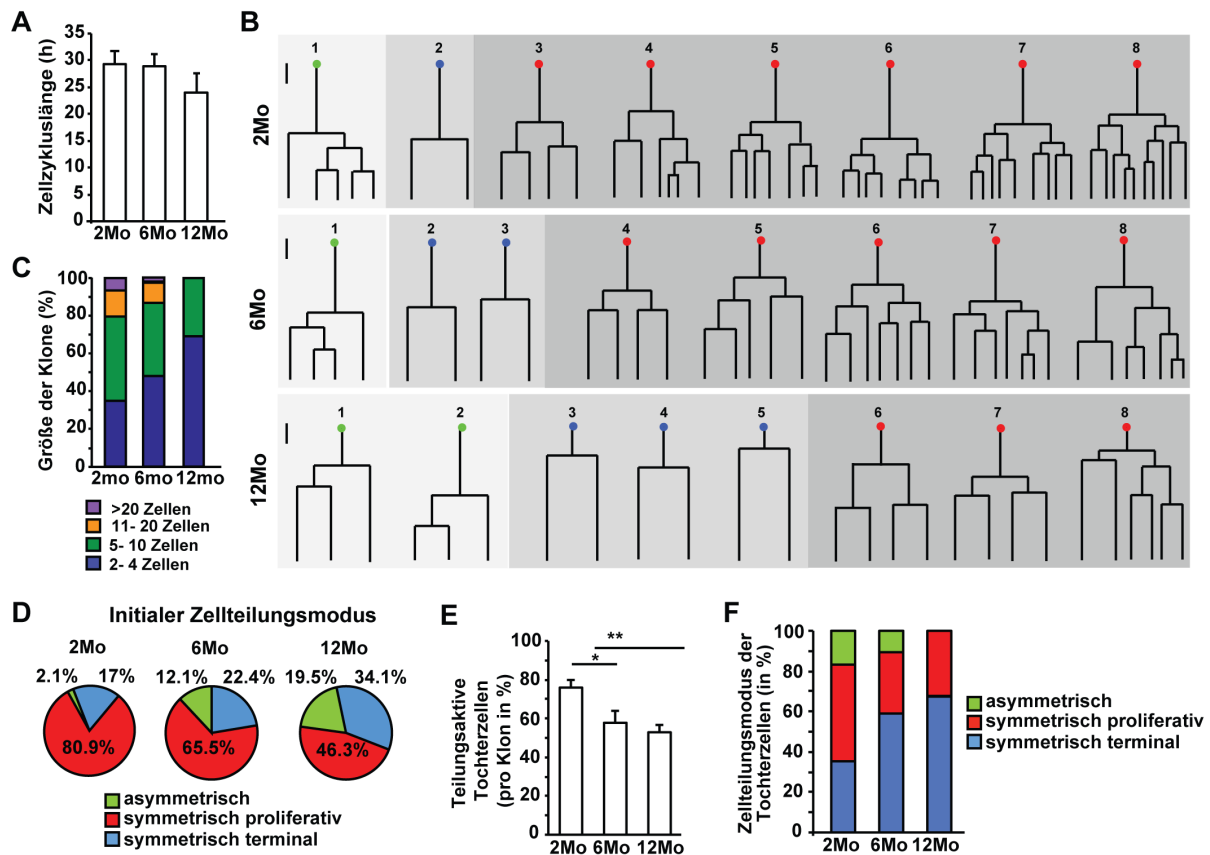 A
Zellzykluslänge (h)
35
30
25
20
15
10
5
0
2Mo 6Mo 12Mo
B
2Mo
1 2 3 4 5 6 7 8
6Mo
1 2 3 4 5 6 7 8
12Mo
1 2 3 4 5 6 7 8
C
Größe der Klone (%)
100
80
60
40
20
0
2mo 6mo 12mo
>20 Zellen
11- 20 Zellen
5- 10 Zellen
2- 4 Zellen
D
Initialer Zellteilungsmodus
2Mo 6Mo 12Mo
2.1% 17% 12.1% 22.4% 19.5% 34.1%
80.9% 65.5% 46.3%
asymmetrisch
symmetrisch proliferativ
symmetrisch terminal
E
Teilungsaktive
Tochterzellen
(pro Klon in %)
100
80
60
40
20
0
*
**
2Mo 6Mo 12Mo
F
Zellteilungsmodus der
Tochterzellen (in %)
100
80
60
40
20
0
2Mo 6Mo 12Mo
asymmetrisch
symmetrisch proliferativ
symmetrisch terminal